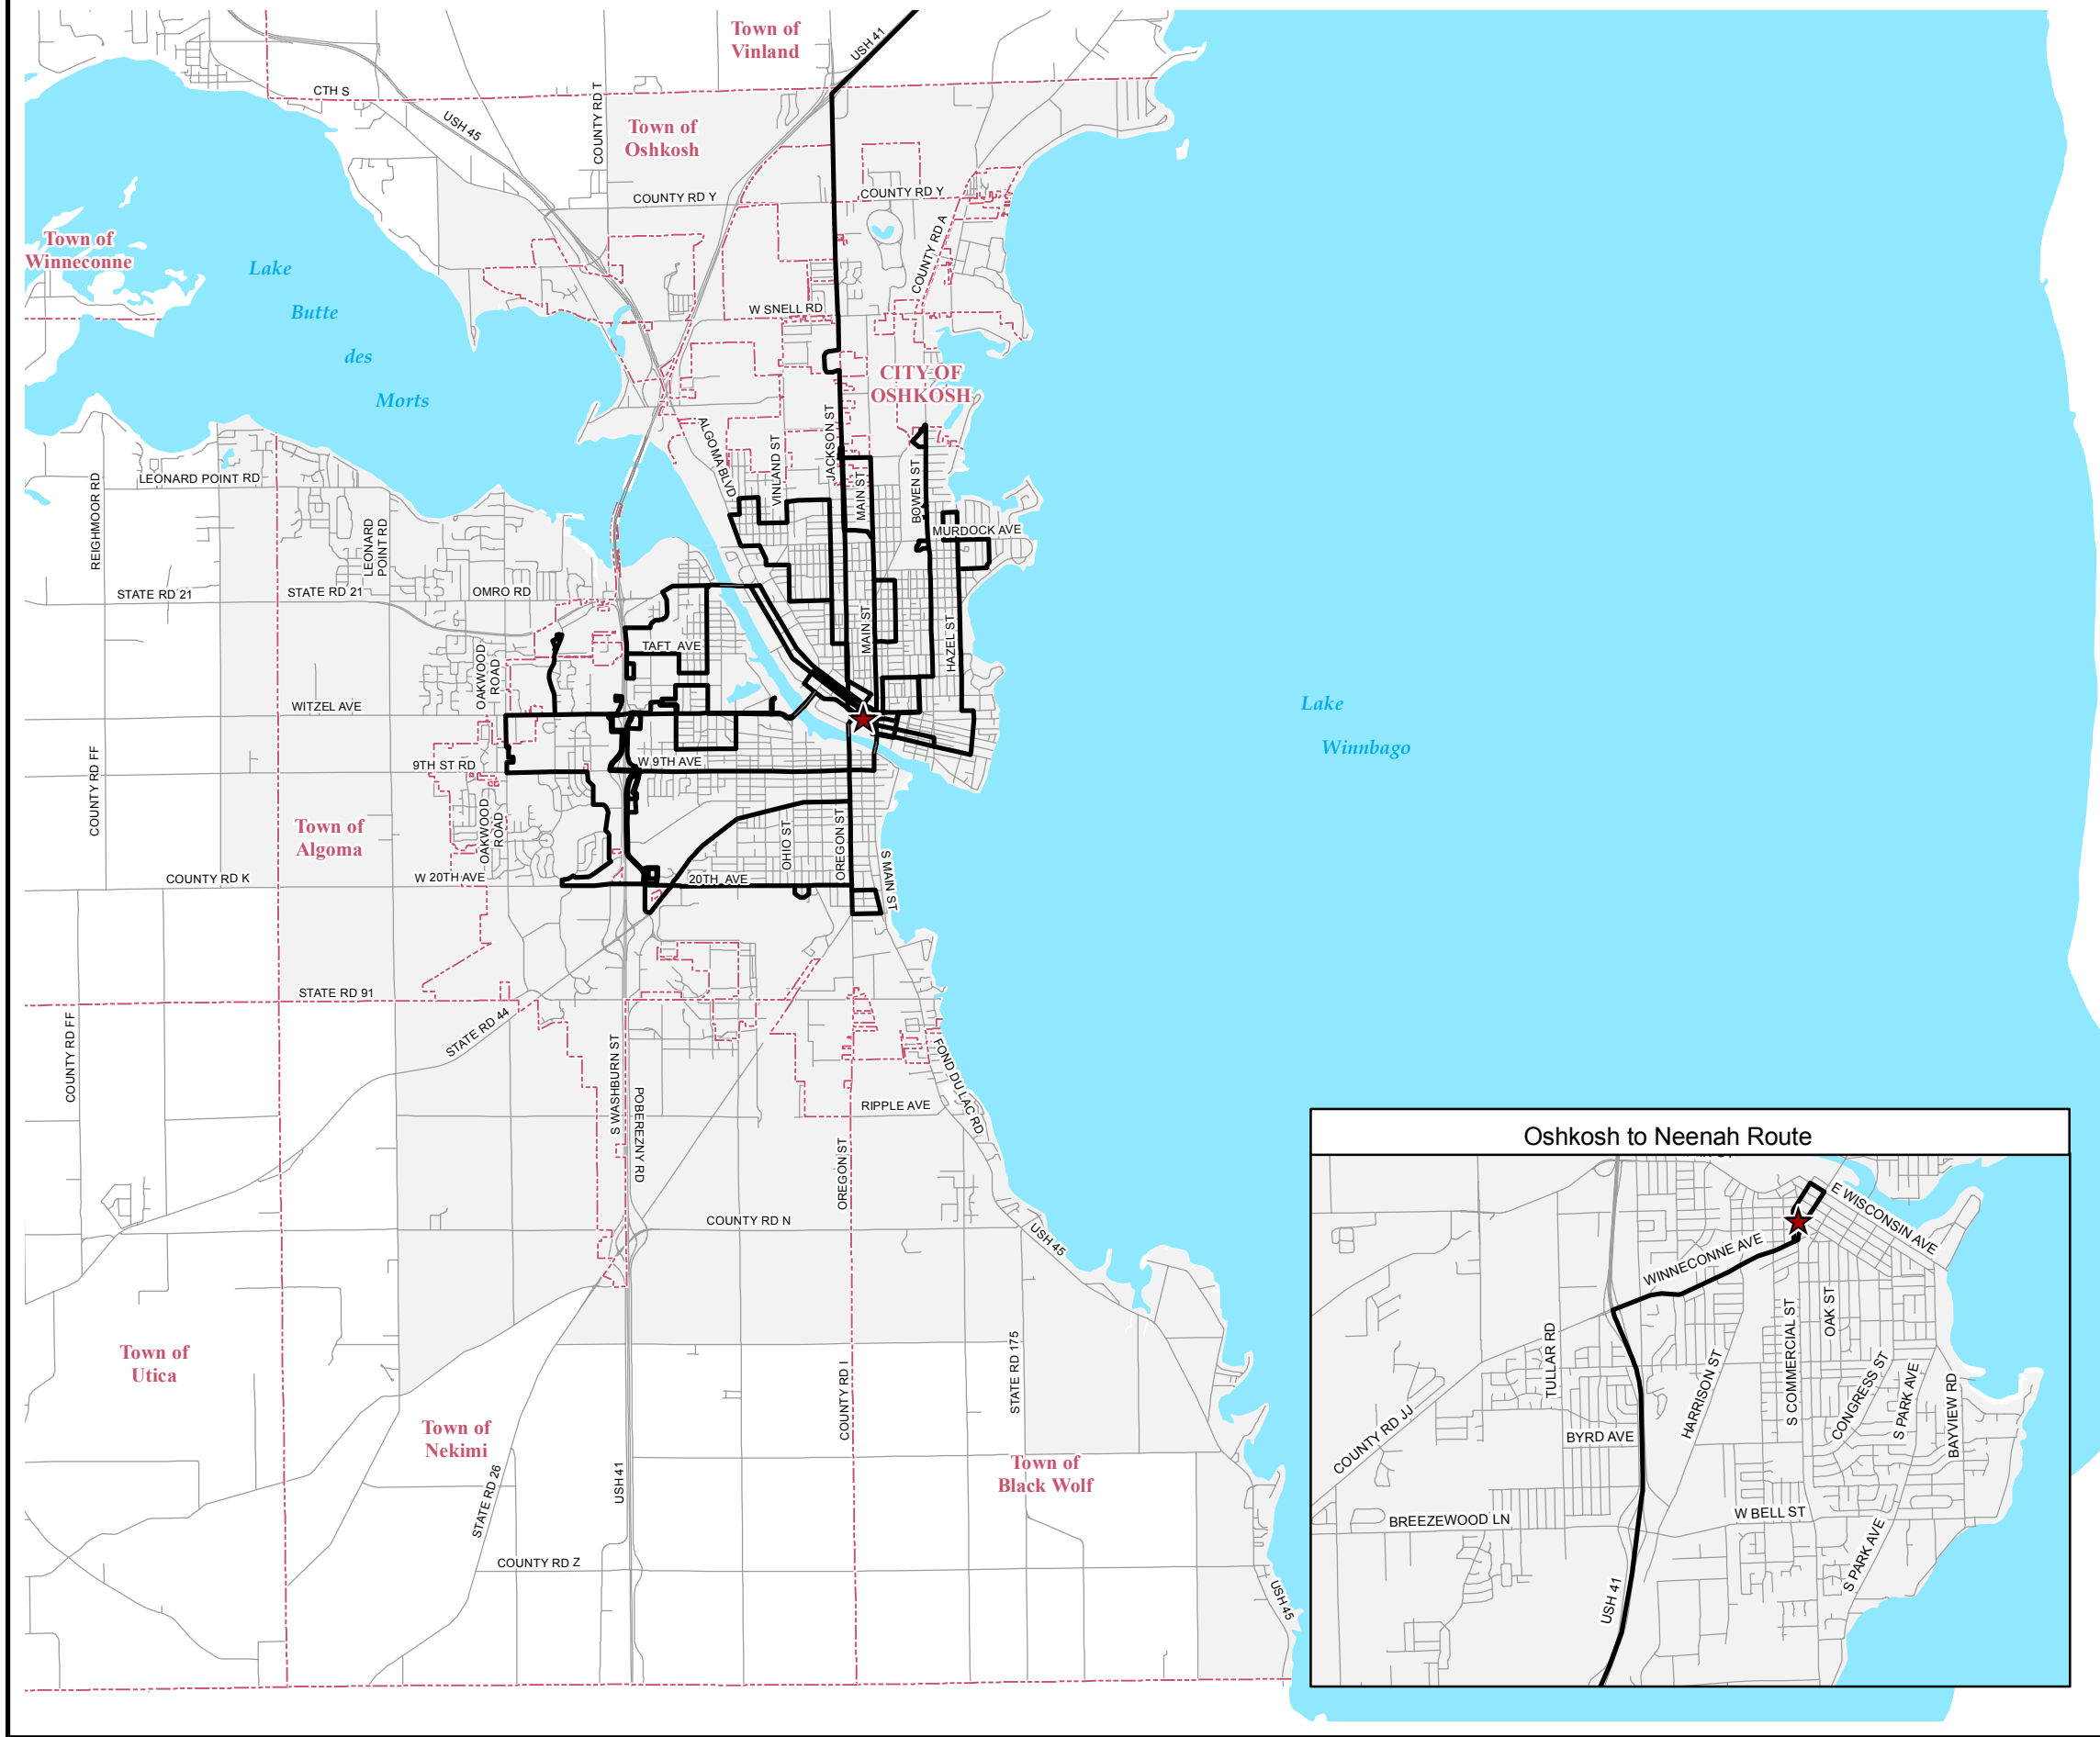 Town of
Vinland
USH 41
CTH S
USH 45
COUNTY RD T
Town of
Oshkosh
COUNTY RD Y
COUNTY RD Y
COUNTY RD A
Town of
Winneconne
Lake
Butte
des
Morts
W SNELL RD
CITY OF
OSHKOSH
ALGOMA BLVD
VINLAND ST
JACKSON ST
MAIN ST
BOWEN ST
MURDOCK AVE
REIGHMOOR RD
LEONARD POINT RD
LEONARD
POINT RD
STATE RD 21
STATE RD 21
OMRO RD
TAFT AVE
MAIN ST
HAZEL ST
OAKWOOD
ROAD
WITZEL AVE
Lake
Winnbago
COUNTY RD FF
9TH ST RD
W 9TH AVE
OAKWOOD
ROAD
Town of
Algoma
OHIO ST
OREGON ST
S MAIN ST
COUNTY RD K
W 20TH AVE
20TH AVE
STATE RD 91
STATE RD 44
COUNTY RD FF
S WASHBURN ST
POBEREZNY RD
FOND DU LAC RD
RIPPLE AVE
OREGON ST
COUNTY RD N
USH 45
Town of
Utica
STATE RD 175
COUNTY RD I
Town of
Nekimi
Town of
Black Wolf
STATE RD 26
USH 41
COUNTY RD Z
USH 45
Oshkosh to Neenah Route
E WISCONSIN AVE
WINNECONNE AVE
TULLAR RD
HARRISON ST
S COMMERCIAL ST
OAK ST
CONGRESS ST
S PARK AVE
BAYVIEW RD
COUNTY RD JJ
BYRD AVE
BREEZEWOOD LN
W BELL ST
S PARK AVE
USH 41